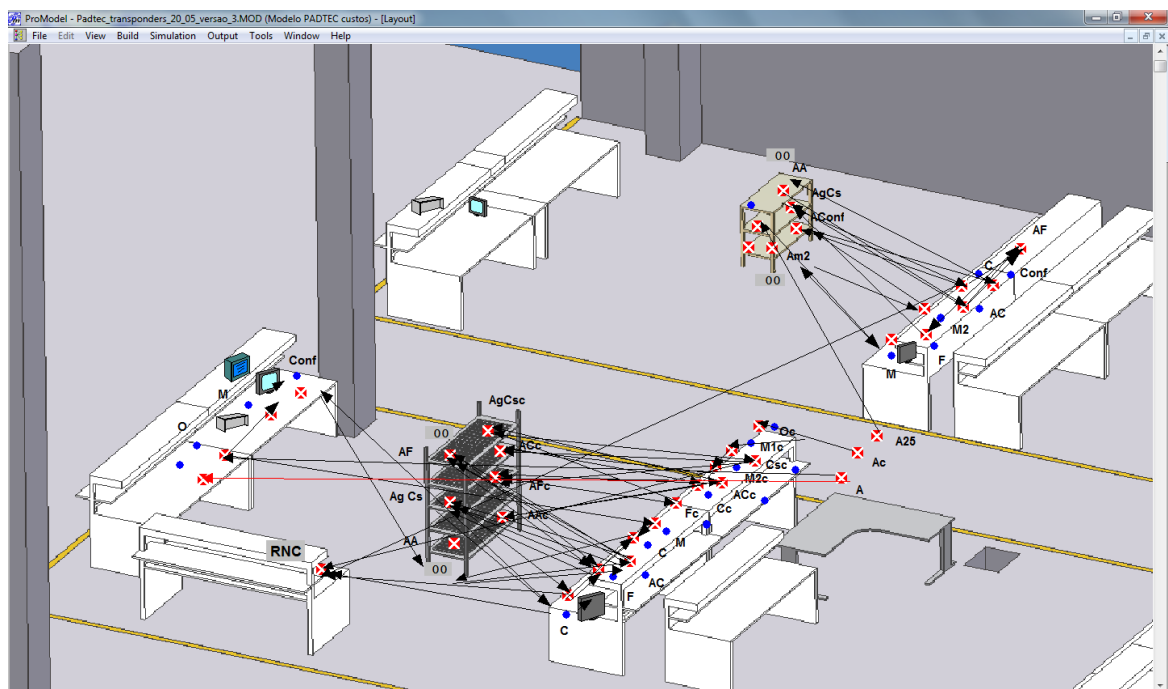 ProModel - Padtec_transponders_20_05_versao_3.MOD (Modelo PADTEC custos) - [Layout]
File Edit View Build Simulation Output Tools Window Help
00
AA
AgCs
AConf
Am2
00
AF
C
Conf
AC
M2
F
M
A25
Ac
A
Conf
M
O
AgCsc
00
ACc
AF
AFc
Ag Cs
AAc
AA
00
RNC
Oc
M1c
Csc
M2c
ACc
Cc
Fc
M
C
AC
F
C